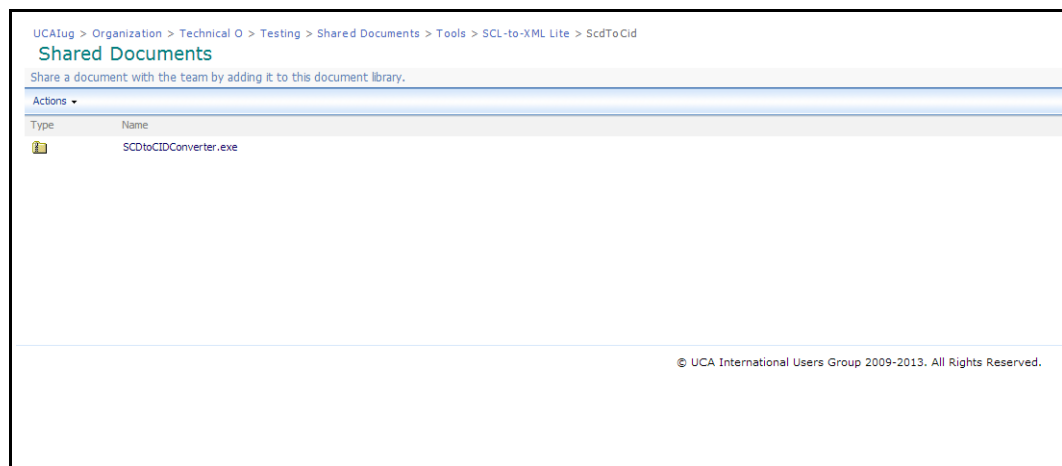 UCAIug > Organization > Technical O > Testing > Shared Documents > Tools > SCL-to-XML Lite > ScdToCid
Shared Documents
Share a document with the team by adding it to this document library.
Actions
Type Name
SCDtoCIDConverter.exe
© UCA International Users Group 2009-2013. All Rights Reserved.